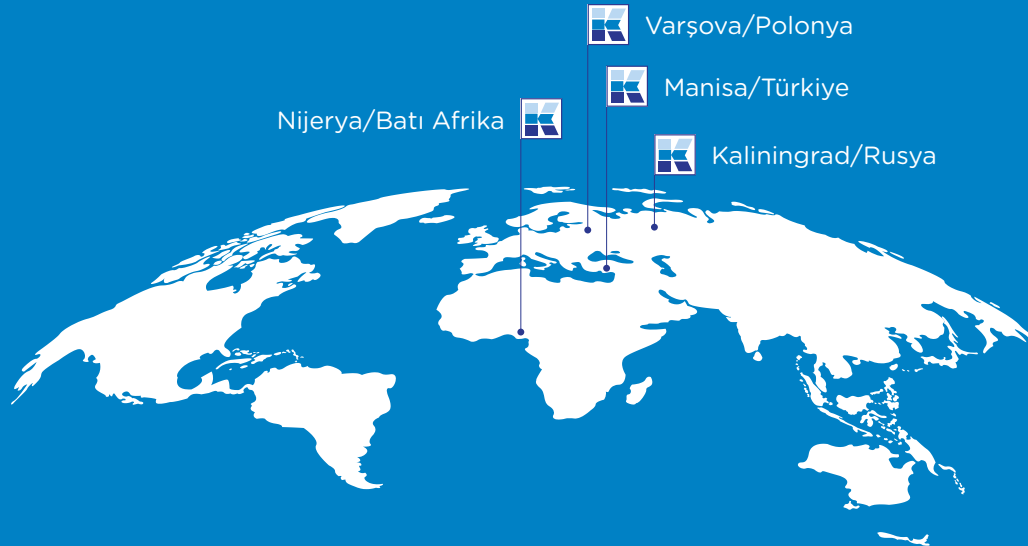 Varşova/Polonya
Manisa/Türkiye
Nijerya/Batı Afrika
Kaliningrad/Rusya